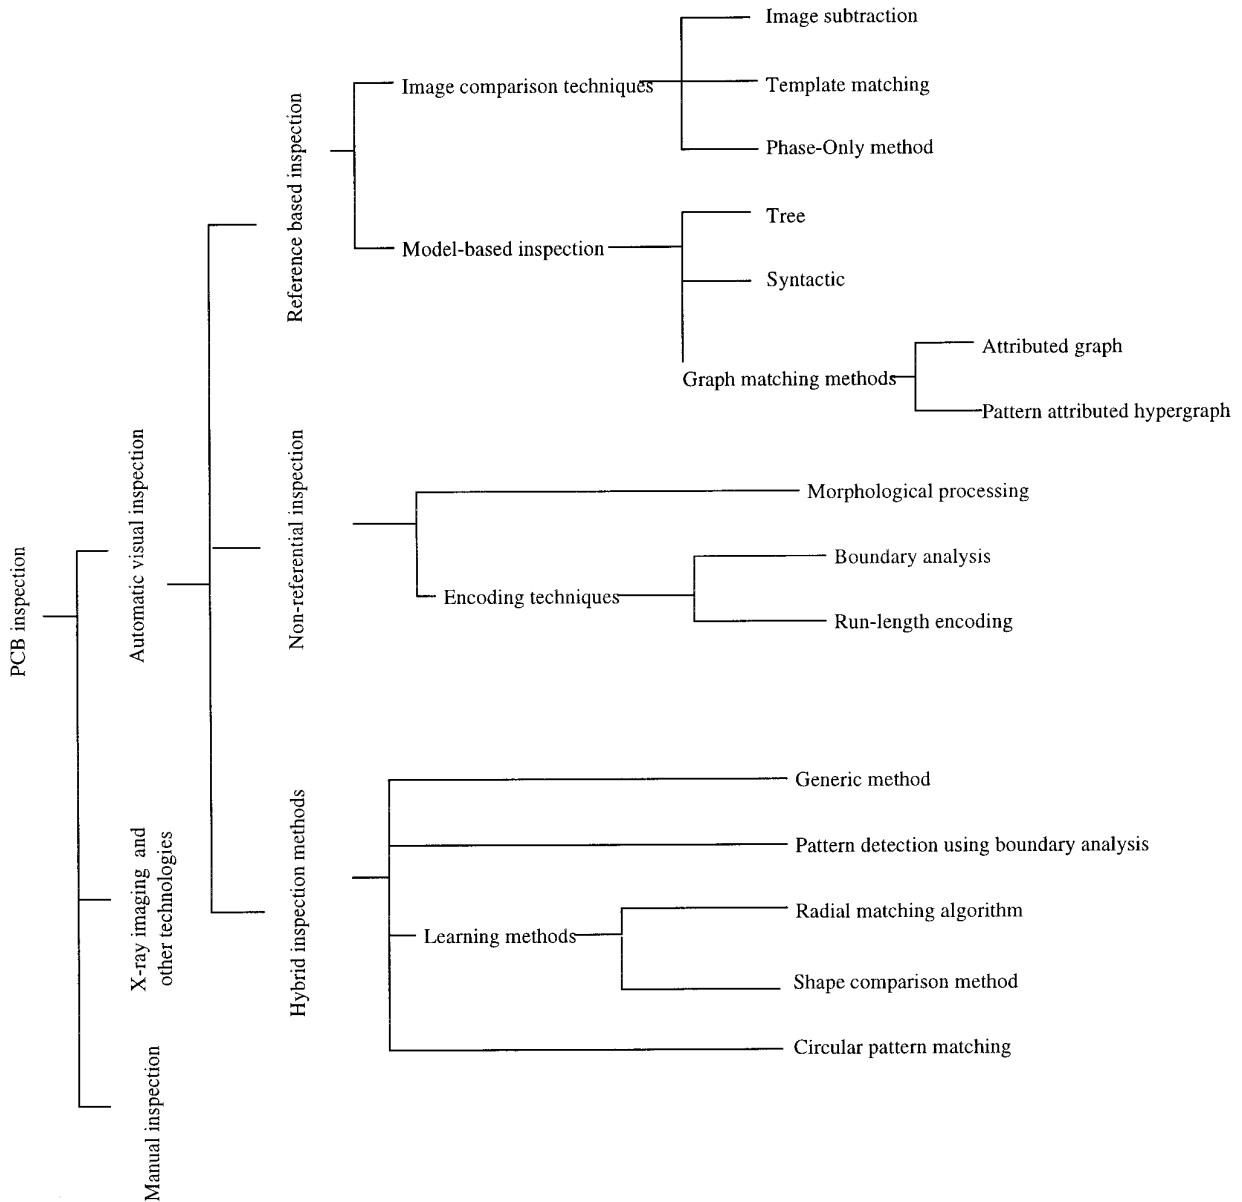 PCB inspection
Automatic visual inspection
Reference based inspection
Image comparison techniques
Image subtraction
Template matching
Phase-Only method
Model-based inspection
Tree
Syntactic
Graph matching methods
Attributed graph
Pattern attributed hypergraph
Non-referential inspection
Morphological processing
Encoding techniques
Boundary analysis
Run-length encoding
Hybrid inspection methods
Generic method
Pattern detection using boundary analysis
Learning methods
Radial matching algorithm
Shape comparison method
Circular pattern matching
X-ray imaging and
other technologies
Manual inspection